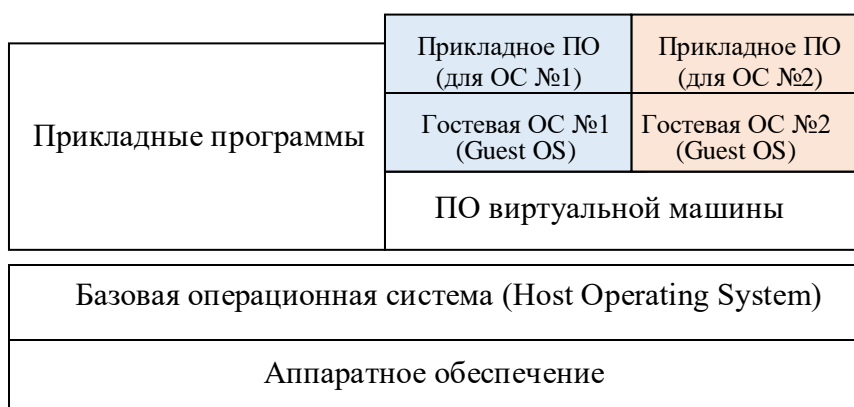 Прикладные программы
Прикладное ПО
(для ОС №1)
Прикладное ПО
(для ОС №2)
Гостевая ОС №1
(Guest OS)
Гостевая ОС №2
(Guest OS)
ПО виртуальной машины
Базовая операционная система (Host Operating System)
Аппаратное обеспечение